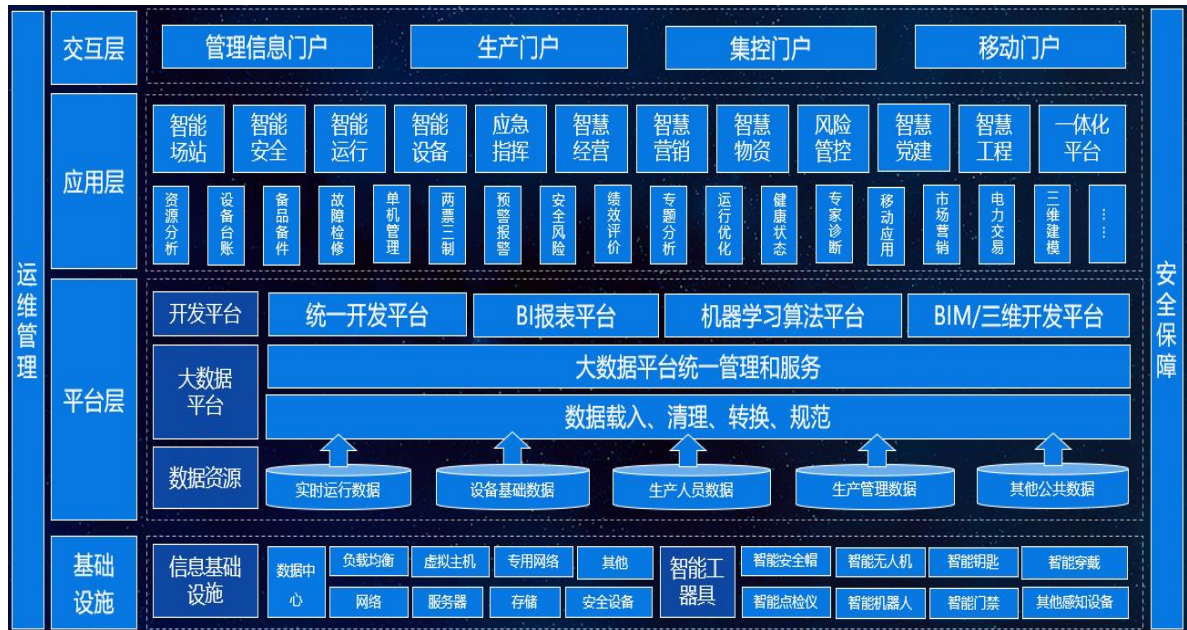 运维管理
交互层
管理信息门户
生产门户
集控门户
移动门户
应用层
智能
场站
智能
安全
智能
运行
智能
设备
应急
指挥
智慧
经营
智慧
营销
智慧
物资
风险
管控
智慧
党建
智慧
工程
一体化
平台
资源分析
设备台账
备品备件
故障检修
单机管理
两票三制
预警报警
安全风险
绩效评价
专题分析
运行优化
健康状态
专家诊断
移动应用
市场营销
电力交易
三维建模
……
平台层
开发平台
统一开发平台
BI报表平台
机器学习算法平台
BIM/三维开发平台
大数据
平台
大数据平台统一管理和服务
数据载入、清理、转换、规范
数据资源
实时运行数据
设备基础数据
生产人员数据
生产管理数据
其他公共数据
基础
设施
信息基础
设施
数据中
心
负载均衡
虚拟主机
专用网络
其他
网络
服务器
存储
安全设备
智能工
器具
智能安全帽
智能无人机
智能钥匙
智能穿戴
智能点检仪
智能机器人
智能门禁
其他感知设备
安全保障